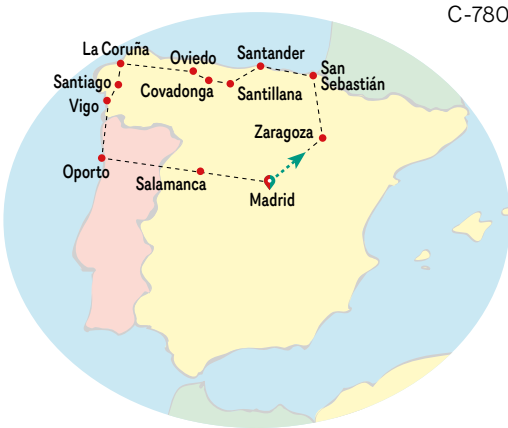 C-780
La Coruña
Oviedo
Santander
San
Sebastián
Santiago
Covadonga
Santillana
Vigo
Zaragoza
Oporto
Salamanca
Madrid